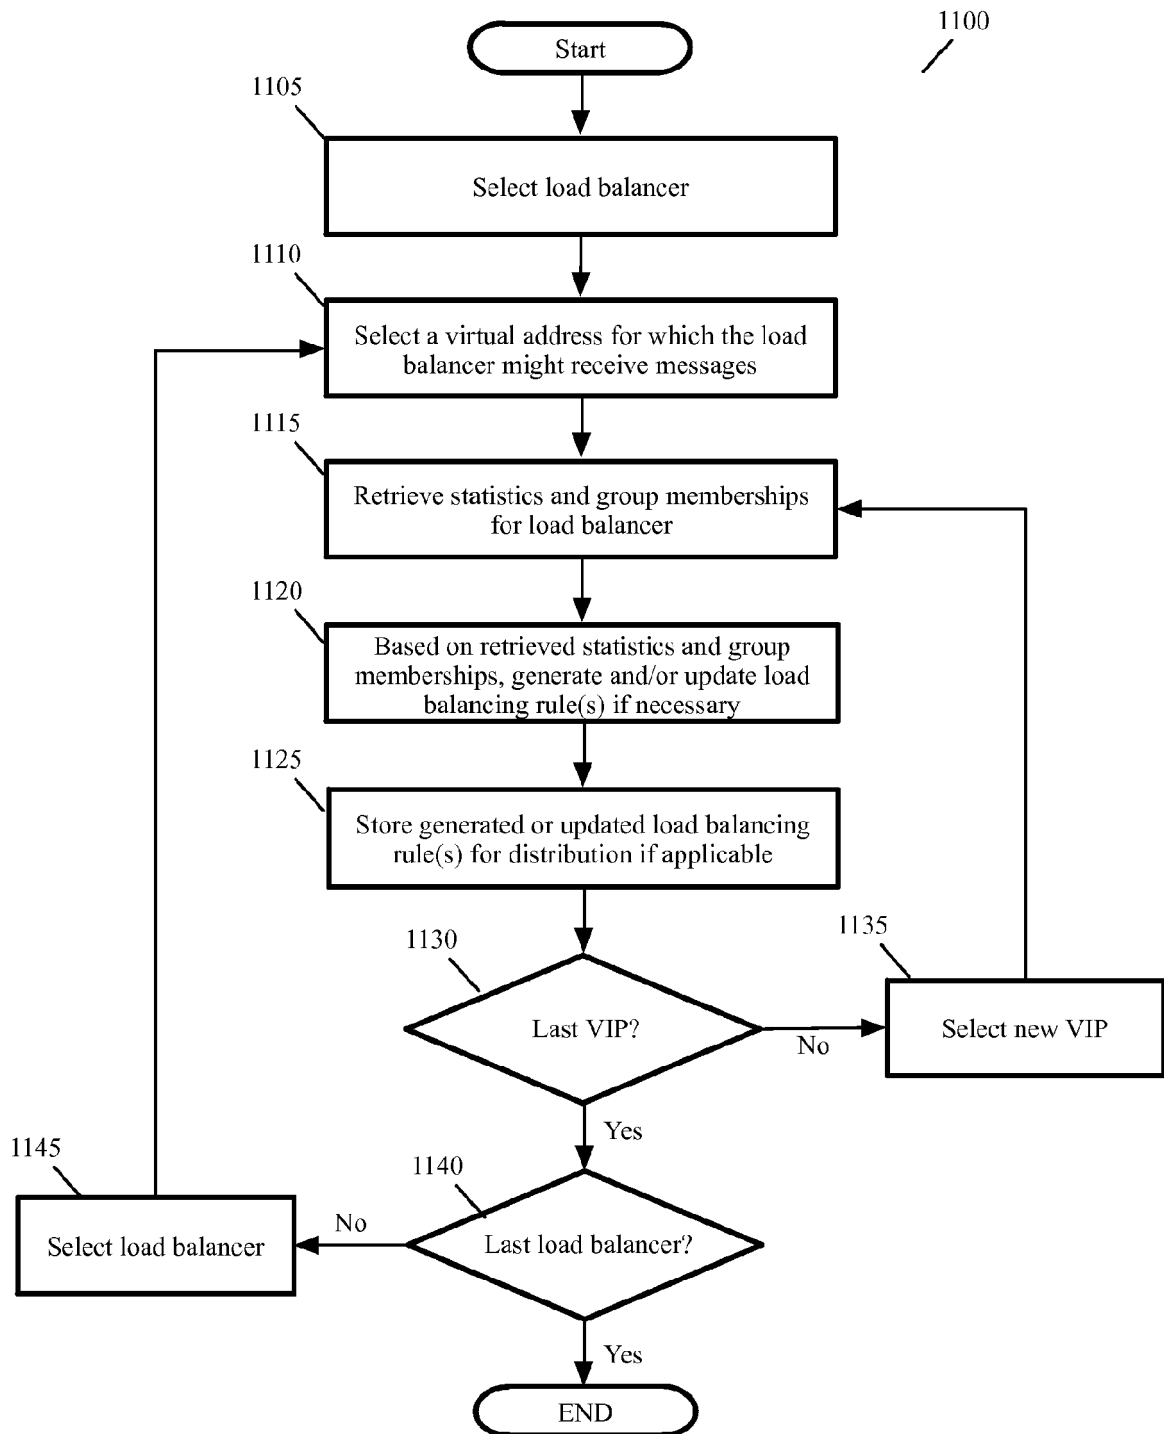 1100
Start
1105
Select load balancer
1110
Select a virtual address for which the load
balancer might receive messages
1115
Retrieve statistics and group memberships
for load balancer
1120
Based on retrieved statistics and group
memberships, generate and/or update load
balancing rule(s) if necessary
1125
Store generated or updated load balancing
rule(s) for distribution if applicable
1130
Last VIP?
No
1135
Select new VIP
Yes
1140
Last load balancer?
No
1145
Select load balancer
Yes
END